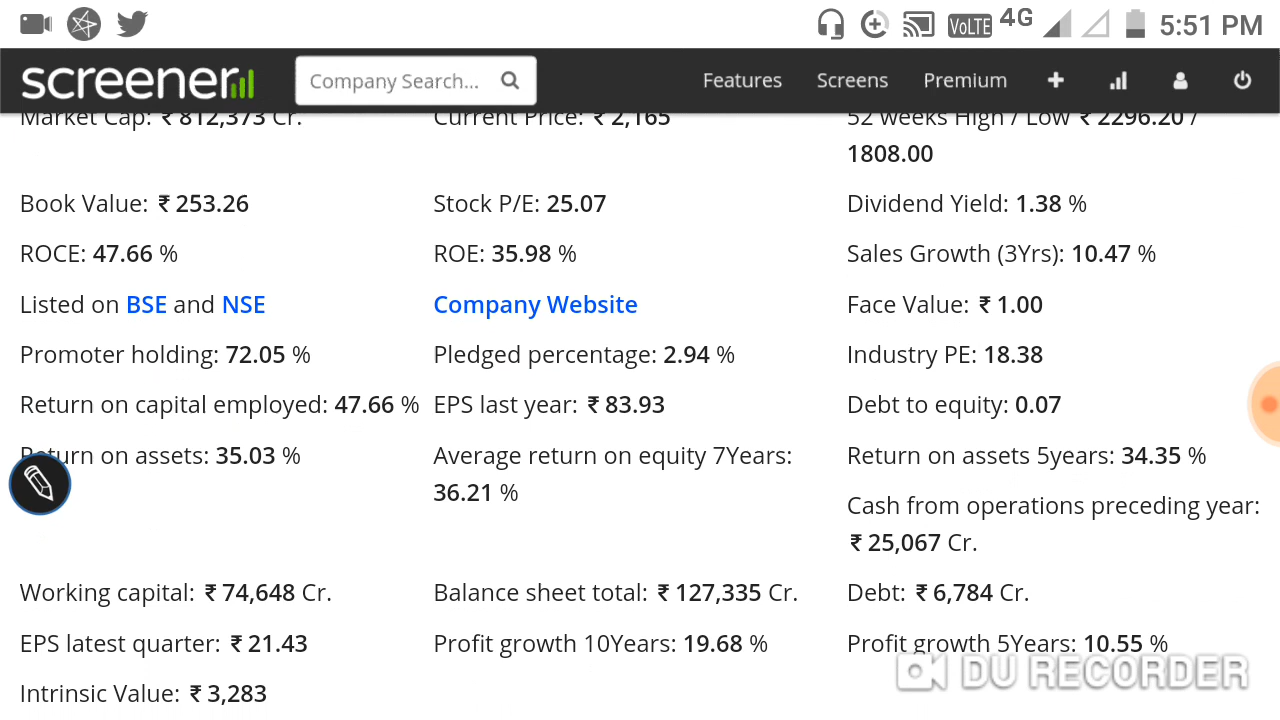 VoLTE 4G 5:51 PM
screener Company Search... Features Screens Premium
Market Cap: ₹ 812,373 Cr. Current Price: ₹ 2,165 52 weeks High / Low ₹ 2296.20 /
1808.00
Book Value: ₹ 253.26 Stock P/E: 25.07 Dividend Yield: 1.38 %
ROCE: 47.66 % ROE: 35.98 % Sales Growth (3Yrs): 10.47 %
Listed on BSE and NSE Company Website Face Value: ₹ 1.00
Promoter holding: 72.05 % Pledged percentage: 2.94 % Industry PE: 18.38
Return on capital employed: 47.66 % EPS last year: ₹ 83.93 Debt to equity: 0.07
Return on assets: 35.03 % Average return on equity 7Years: Return on assets 5years: 34.35 %
36.21 %
Cash from operations preceding year:
₹ 25,067 Cr.
Working capital: ₹ 74,648 Cr. Balance sheet total: ₹ 127,335 Cr. Debt: ₹ 6,784 Cr.
EPS latest quarter: ₹ 21.43 Profit growth 10Years: 19.68 % Profit growth 5Years: 10.55 %
DU RECORDER
Intrinsic Value: ₹ 3,283